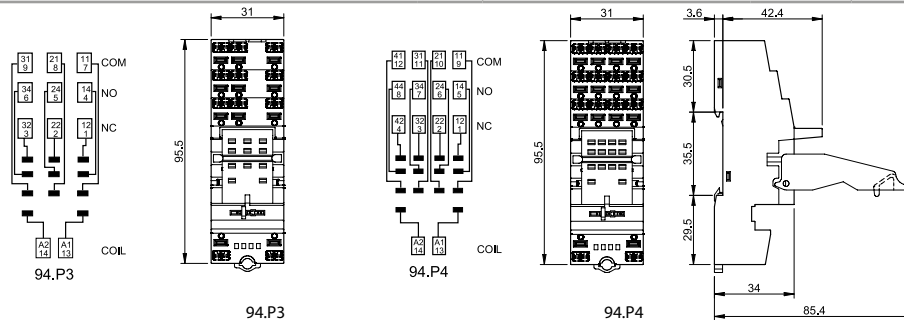 31 31 3.6 42.4
31 21 11 COM
9 8 7
34 24 14 NO
6 5 4
32 22 12 NC
3 2 1
A2 A1 COIL
14 13
94.P3
95.5
94.P3
41 31 21 11 COM
12 11 10 9
44 34 24 14 NO
8 7 6 5
42 32 22 12 NC
4 3 2 1
A2 A1 COIL
14 13
94.P4
95.5
94.P4
30.5
35.5
29.5
34
85.4